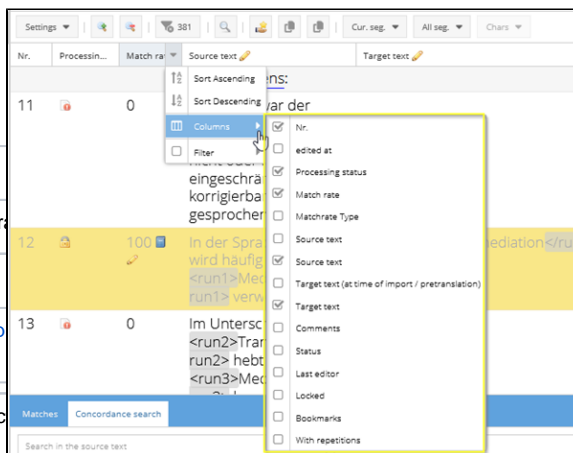 Settings
381
Cur. seg.
All seg.
Chars
Nr.
Processin...
Match ra
Source text
Target text
Sort Ascending
Sort Descending
Columns
Filter
Nr.
edited at
Processing status
Match rate
Matchrate Type
Source text
Source text
Target text (at time of import / pretranslation)
Target text
Comments
Status
Last editor
Locked
Bookmarks
With repetitions
ens:
11
0
war der
eingeschrä
korrigierba
gesprocher
12
100
In der Spra
ediation</ru
wird häufig
<run1>Med
run1> verw
13
0
Im Untersc
<run2>Tran
run2> hebt
<run3>Med
Matches
Concordance search
Search in the source text